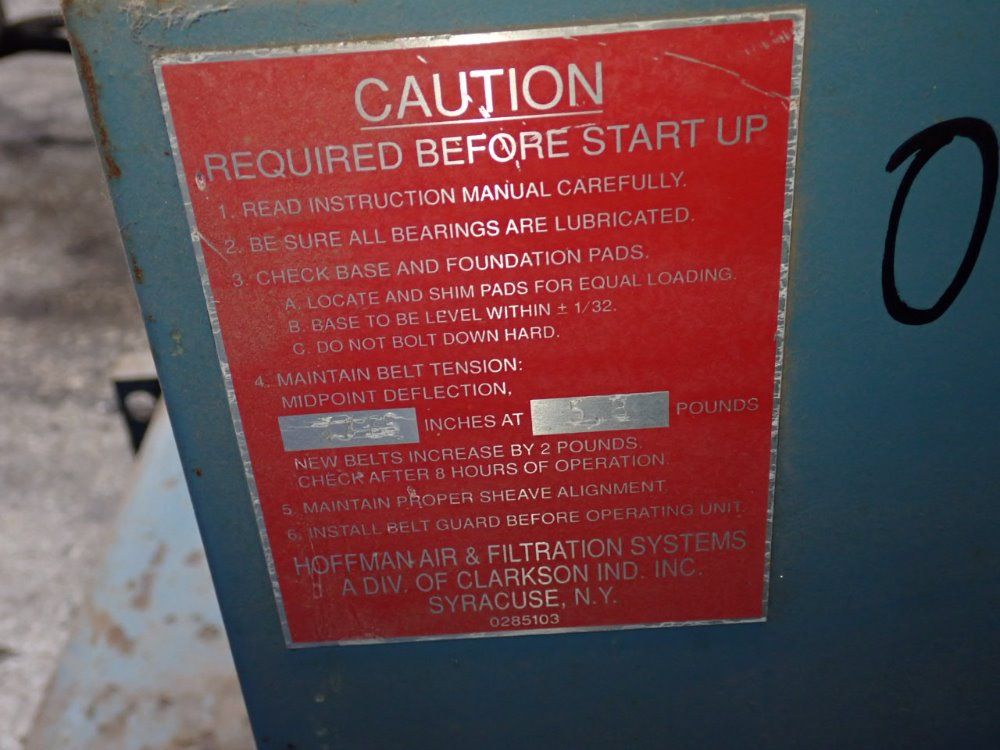 CAUTION
REQUIRED BEFORE START UP
1. READ INSTRUCTION MANUAL CAREFULLY.
2. BE SURE ALL BEARINGS ARE LUBRICATED.
3. CHECK BASE AND FOUNDATION PADS.
A. LOCATE AND SHIM PADS FOR EQUAL LOADING.
B. BASE TO BE LEVEL WITHIN ± 1/32.
C. DO NOT BOLT DOWN HARD.
4. MAINTAIN BELT TENSION:
MIDPOINT DEFLECTION,
INCHES AT POUNDS
NEW BELTS INCREASE BY 2 POUNDS.
CHECK AFTER 8 HOURS OF OPERATION.
5. MAINTAIN PROPER SHEAVE ALIGNMENT.
6. INSTALL BELT GUARD BEFORE OPERATING UNIT.
HOFFMAN AIR & FILTRATION SYSTEMS
A DIV. OF CLARKSON IND. INC.
SYRACUSE, N.Y.
0285103
0